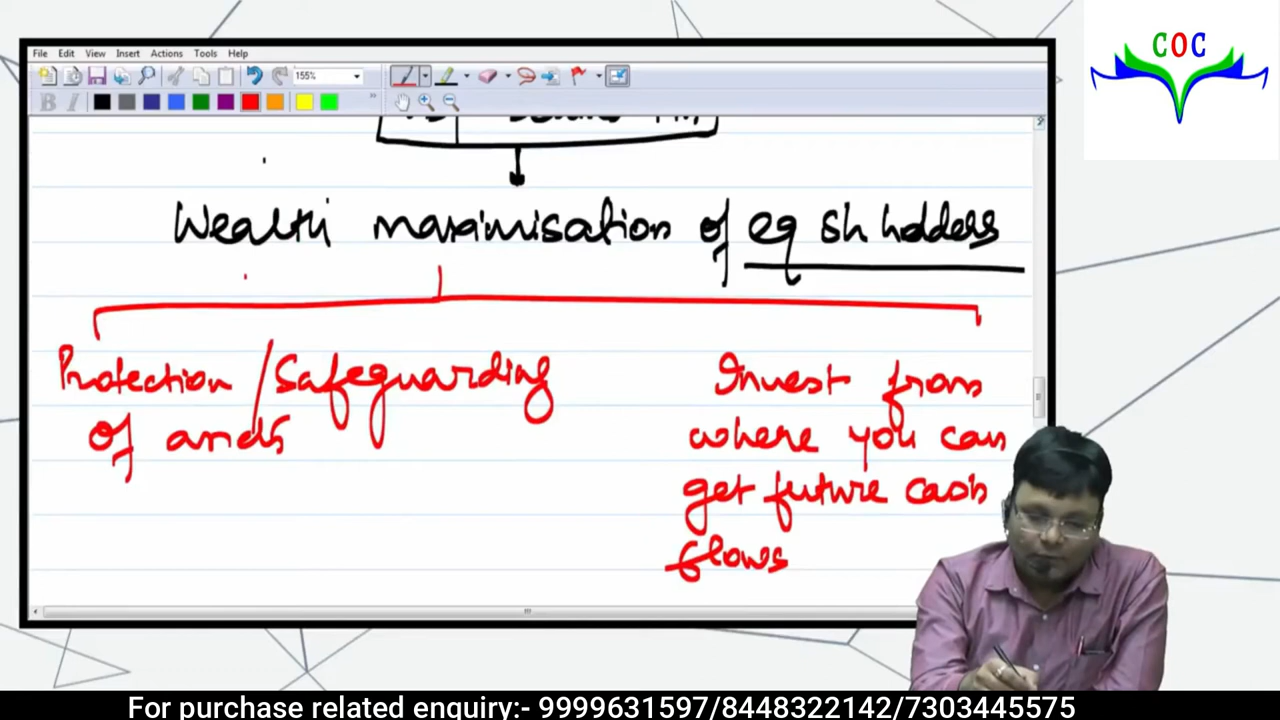 COC
File Edit View Insert Actions Tools Help
155%
B I
Wealth maximisation of eq sh holders
Protection / Safeguarding
of assets
Invest from
where you can
get future cash
flows
For purchase related enquiry:- 9999631597/8448322142/7303445575